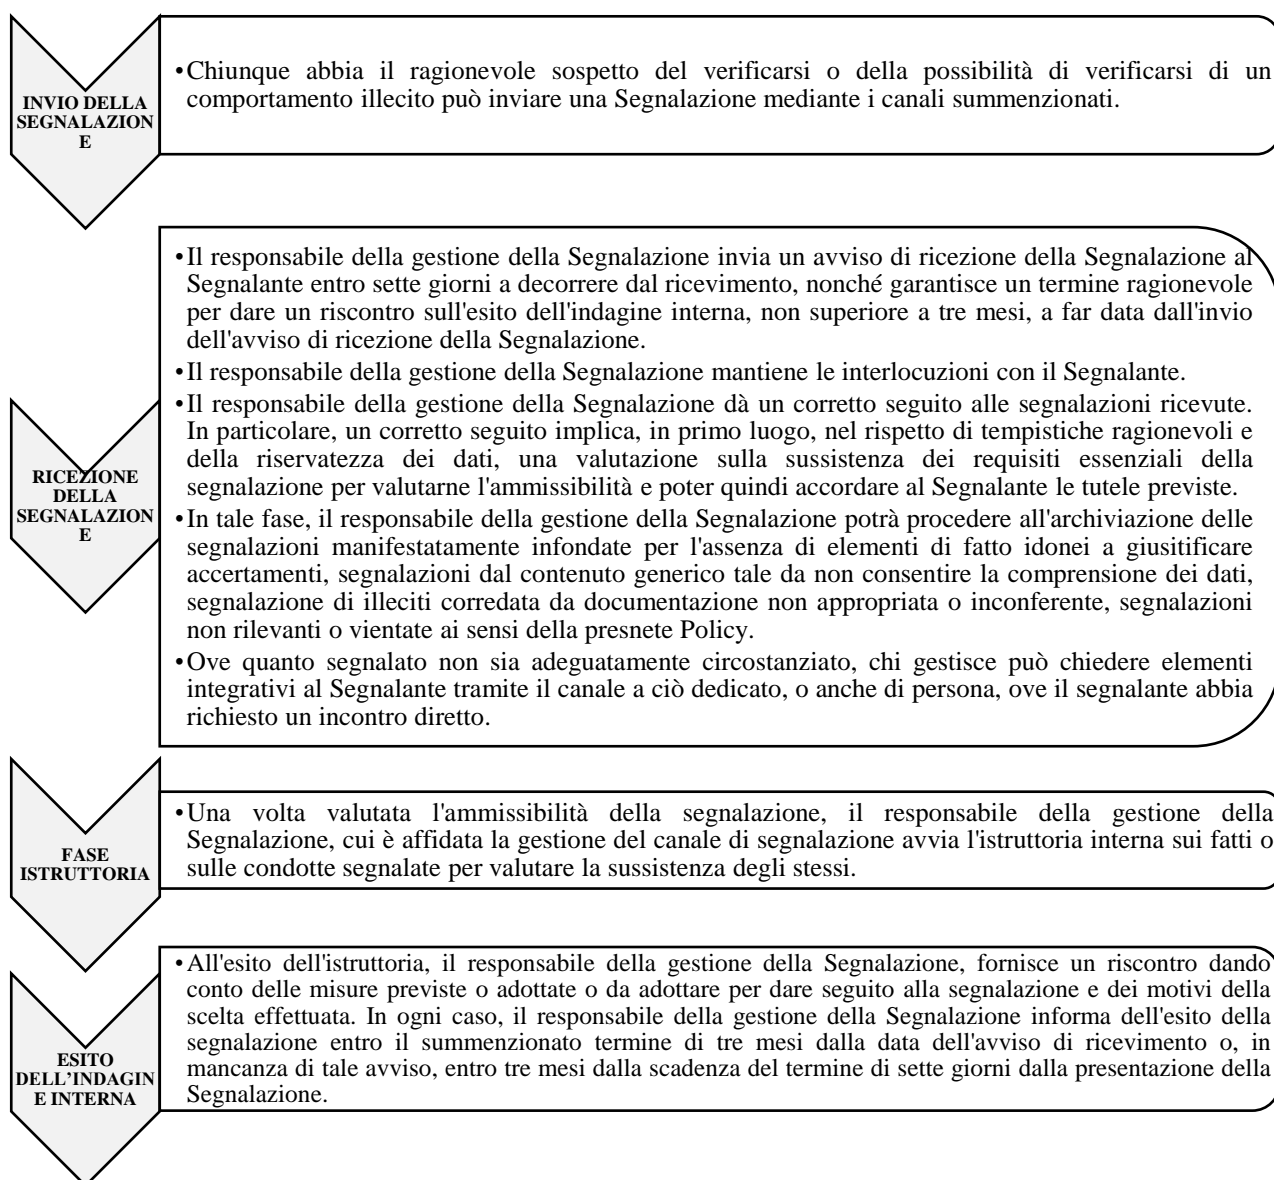 INVIO DELLA
SEGNALAZION
E
•Chiunque abbia il ragionevole sospetto del verificarsi o della possibilità di verificarsi di un
comportamento illecito può inviare una Segnalazione mediante i canali summenzionati.
RICEZIONE
DELLA
SEGNALAZION
E
•Il responsabile della gestione della Segnalazione invia un avviso di ricezione della Segnalazione al
Segnalante entro sette giorni a decorrere dal ricevimento, nonché garantisce un termine ragionevole
per dare un riscontro sull'esito dell'indagine interna, non superiore a tre mesi, a far data dall'invio
dell'avviso di ricezione della Segnalazione.
•Il responsabile della gestione della Segnalazione mantiene le interlocuzioni con il Segnalante.
•Il responsabile della gestione della Segnalazione dà un corretto seguito alle segnalazioni ricevute.
In particolare, un corretto seguito implica, in primo luogo, nel rispetto di tempistiche ragionevoli e
della riservatezza dei dati, una valutazione sulla sussistenza dei requisiti essenziali della
segnalazione per valutarne l'ammissibilità e poter quindi accordare al Segnalante le tutele previste.
•In tale fase, il responsabile della gestione della Segnalazione potrà procedere all'archiviazione delle
segnalazioni manifestatamente infondate per l'assenza di elementi di fatto idonei a giusitificare
accertamenti, segnalazioni dal contenuto generico tale da non consentire la comprensione dei dati,
segnalazione di illeciti corredata da documentazione non appropriata o inconferente, segnalazioni
non rilevanti o vientate ai sensi della presnete Policy.
•Ove quanto segnalato non sia adeguatamente circostanziato, chi gestisce può chiedere elementi
integrativi al Segnalante tramite il canale a ciò dedicato, o anche di persona, ove il segnalante abbia
richiesto un incontro diretto.
FASE
ISTRUTTORIA
•Una volta valutata l'ammissibilità della segnalazione, il responsabile della gestione della
Segnalazione, cui è affidata la gestione del canale di segnalazione avvia l'istruttoria interna sui fatti o
sulle condotte segnalate per valutare la sussistenza degli stessi.
ESITO
DELL'INDAGIN
E INTERNA
•All'esito dell'istruttoria, il responsabile della gestione della Segnalazione, fornisce un riscontro dando
conto delle misure previste o adottate o da adottare per dare seguito alla segnalazione e dei motivi della
scelta effettuata. In ogni caso, il responsabile della gestione della Segnalazione informa dell'esito della
segnalazione entro il summenzionato termine di tre mesi dalla data dell'avviso di ricevimento o, in
mancanza di tale avviso, entro tre mesi dalla scadenza del termine di sette giorni dalla presentazione della
Segnalazione.